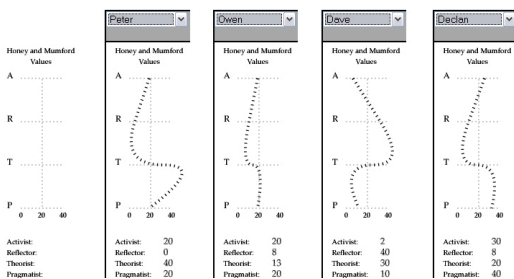 Honey and Mumford
Values
A
R
T
P
0 20 40
Activist:
Reflector:
Theorist:
Pragmatist:
Peter
Honey and Mumford
Values
A
R
T
P
0 20 40
Activist: 20
Reflector: 0
Theorist: 40
Pragmatist: 20
Owen
Honey and Mumford
Values
A
R
T
P
0 20 40
Activist: 20
Reflector: 8
Theorist: 13
Pragmatist: 20
Dave
Honey and Mumford
Values
A
R
T
P
0 20 40
Activist: 2
Reflector: 40
Theorist: 30
Pragmatist: 10
Declan
Honey and Mumford
Values
A
R
T
P
0 20 40
Activist: 30
Reflector: 8
Theorist: 20
Pragmatist: 40